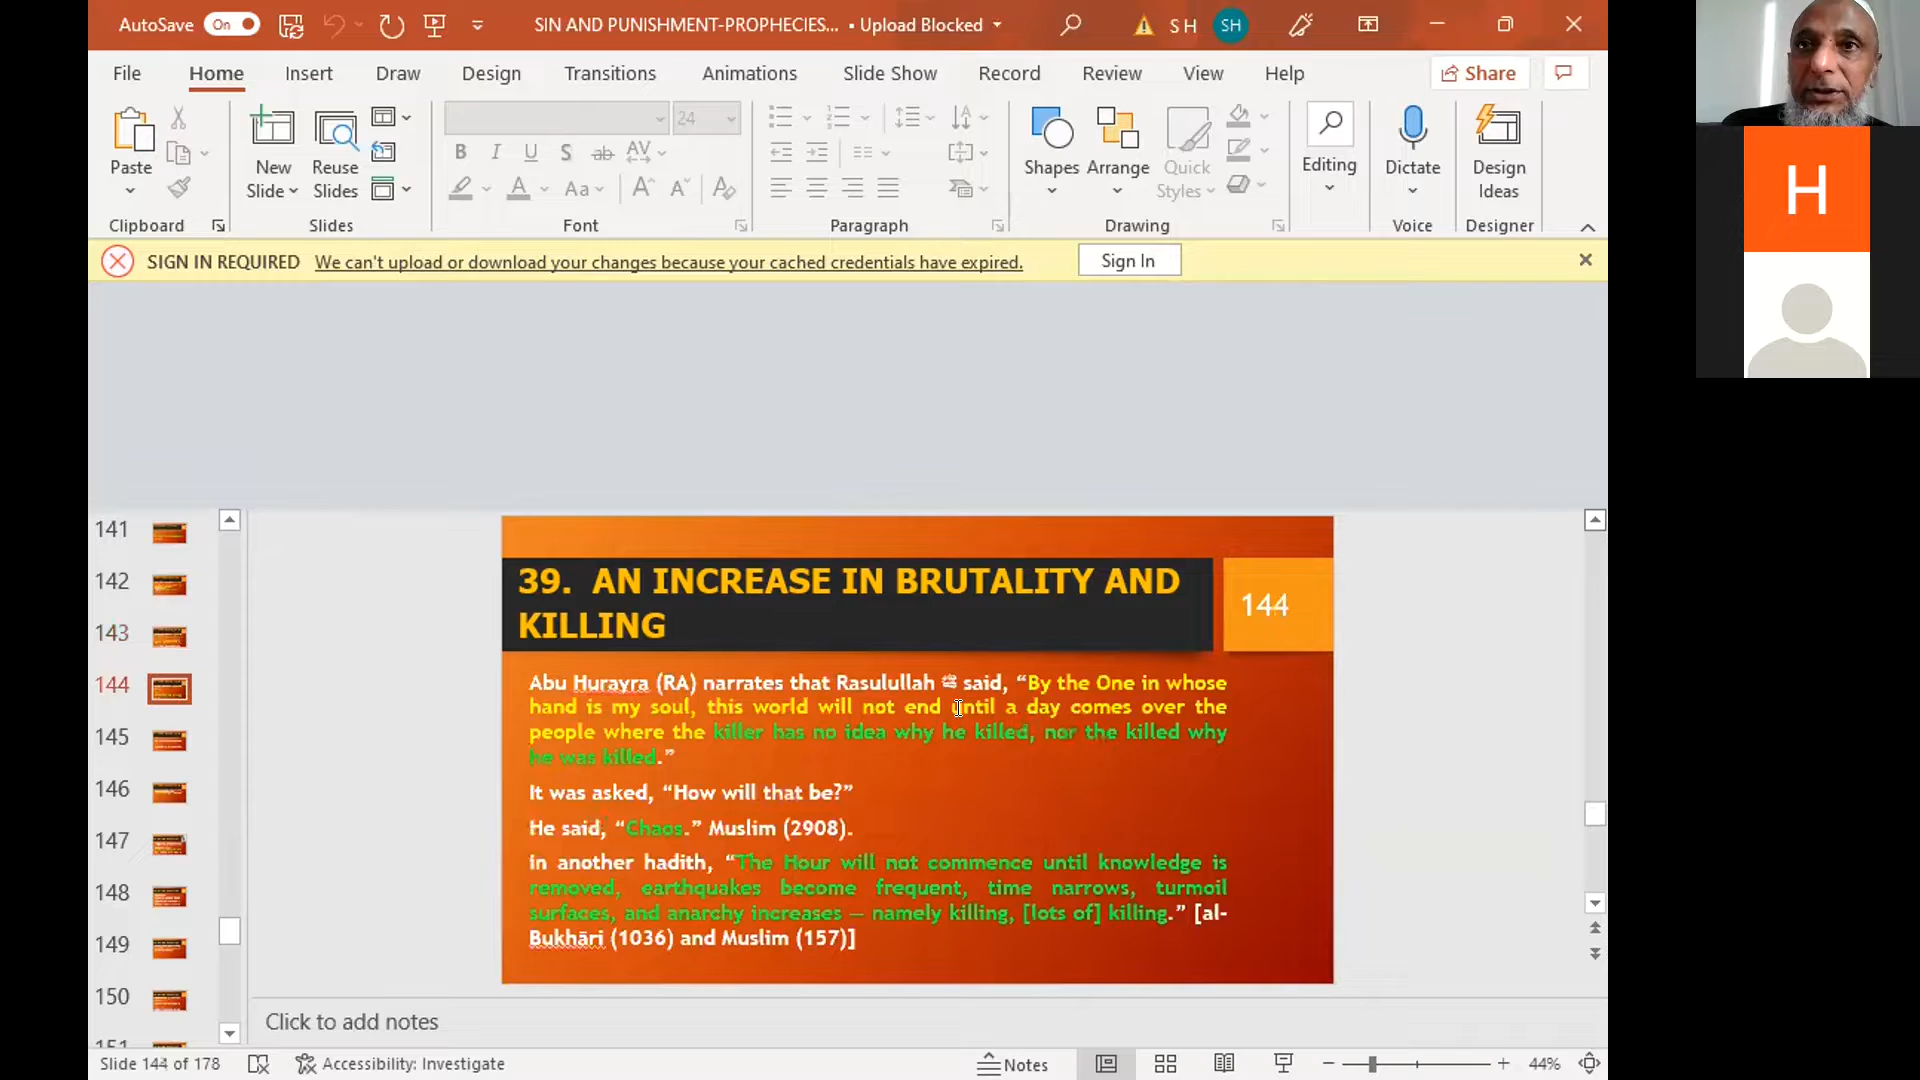 AutoSave On SIN AND PUNISHMENT-PROPHECIES... • Upload Blocked S H SH
File Home Insert Draw Design Transitions Animations Slide Show Record Review View Help Share
24
Paste New Slide Reuse Slides B I U S ab AV Aa A A A Shapes Arrange Quick Styles Editing Dictate Design Ideas
Clipboard Slides Font Paragraph Drawing Voice Designer
SIGN IN REQUIRED We can't upload or download your changes because your cached credentials have expired. Sign In
H
141
142
143
144
145
146
147
148
149
150
151
39. AN INCREASE IN BRUTALITY AND
KILLING
144
Abu Hurayra (RA) narrates that Rasulullah ﷺ said, “By the One in whose
hand is my soul, this world will not end until a day comes over the
people where the killer has no idea why he killed, nor the killed why
he was killed.”
It was asked, “How will that be?”
He said, “Chaos.” Muslim (2908).
In another hadith, “The Hour will not commence until knowledge is
removed, earthquakes become frequent, time narrows, turmoil
surfaces, and anarchy increases — namely killing, [lots of] killing.” [al-
Bukhāri (1036) and Muslim (157)]
Click to add notes
Slide 144 of 178 Accessibility: Investigate Notes 44%